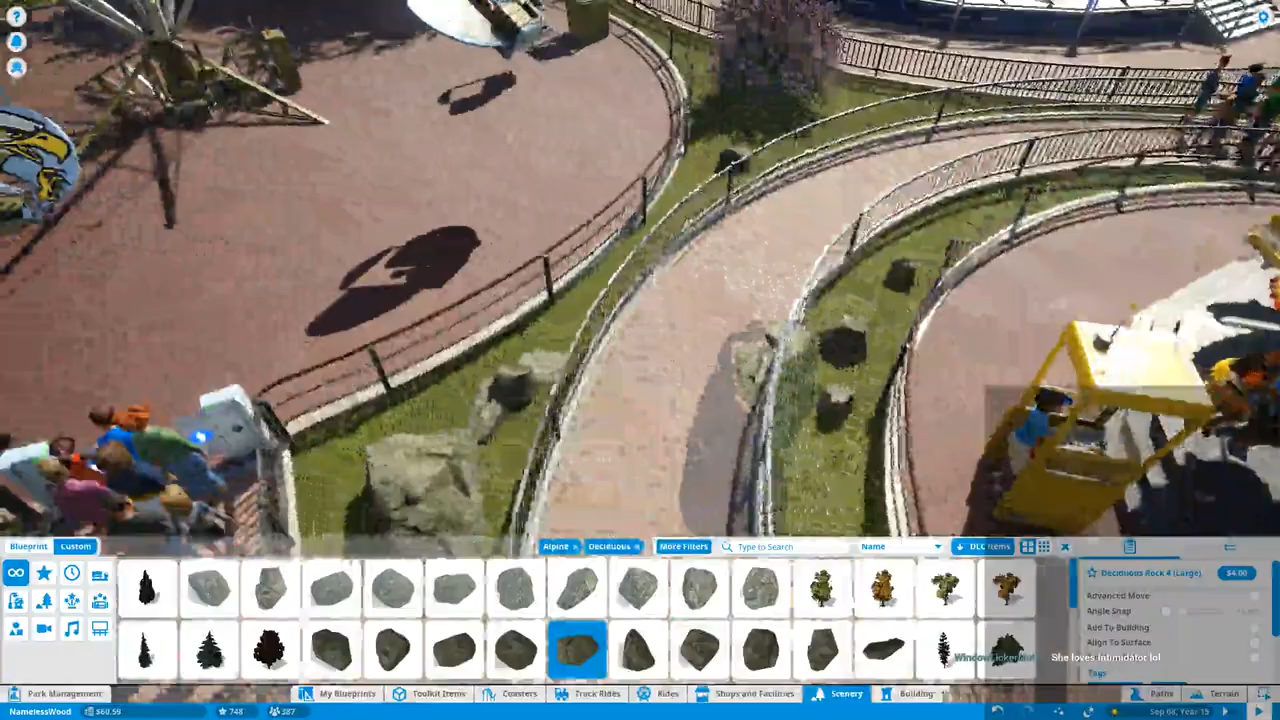 Blueprint Custom Alpine Deciduous More Filters Type to Search Name DLC Items
Deciduous Rock 4 (Large) $4.00
Advanced Move
Angle Snap
Add To Building
Align To Surface
Tags
She loves Intimidator lol
Park Management My Blueprints Toolkit Items Coasters Track Rides Rides Shops and Facilities Scenery Building Paths Terrain
NamelessWood $60.59 748 387 Sep 08, Year 15